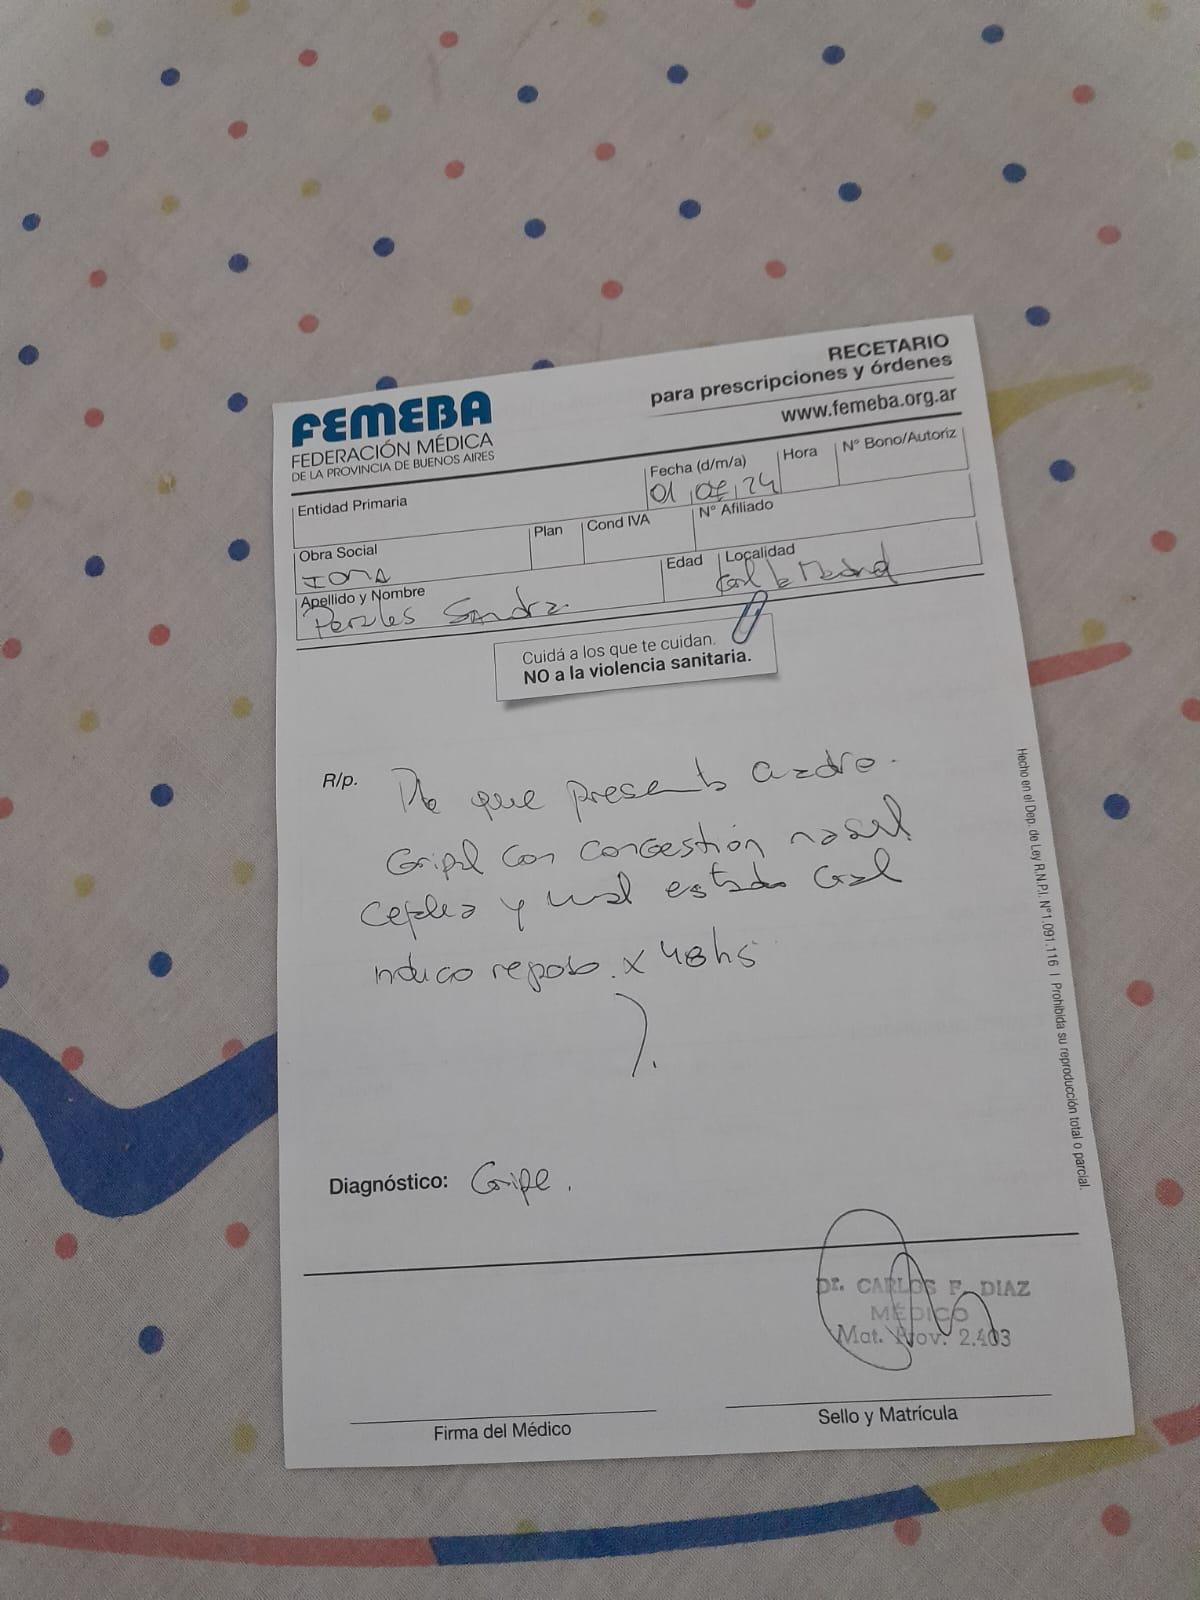 FEMEBA
FEDERACIÓN MÉDICA
DE LA PROVINCIA DE BUENOS AIRES
RECETARIO
para prescripciones y órdenes
www.femeba.org.ar
Entidad Primaria
Fecha (d/m/a)
01 24
Hora
N° Bono/Autoriz
Obra Social
IOMA
Plan
Cond IVA
N° Afiliado
Apellido y Nombre
Perales Sandra
Edad
Localidad
Gral Madrid
Cuidá a los que te cuidan.
NO a la violencia sanitaria.
R/p.
que presenta cuadro
Gripal con congestión nasal
cefalea y mal estado Gral
indico reposo x 48hs
Diagnóstico: Gripe.
Dr. CARLOS F. DIAZ
MÉDICO
Mat. Prov. 2.403
Firma del Médico
Sello y Matrícula
Hecho en el Dep. de Ley R.N.P.I. N°1.091.116 | Prohibida su reproducción total o parcial.